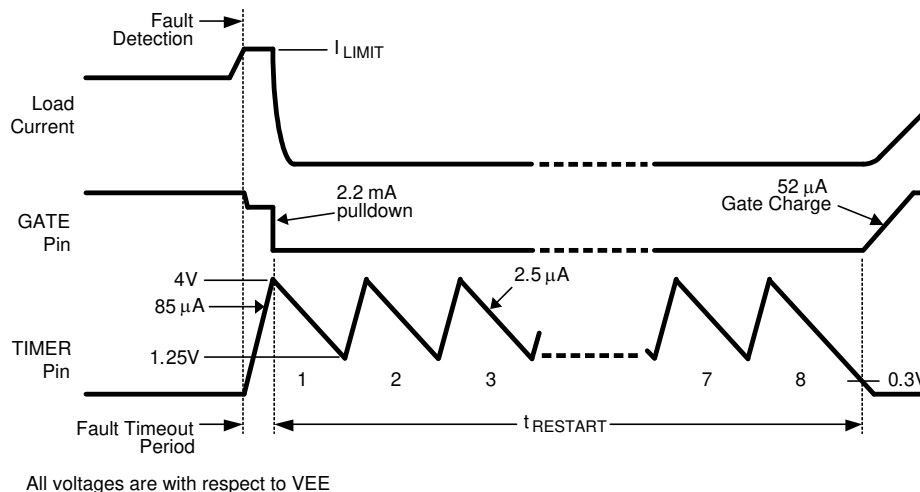 Fault
Detection
I LIMIT
Load
Current
2.2 mA
pulldown
52 μA
Gate Charge
GATE
Pin
4V
2.5 μA
85 μA
TIMER
Pin
1.25V
1
2
3
7
8
0.3V
Fault Timeout
Period
t RESTART
All voltages are with respect to VEE